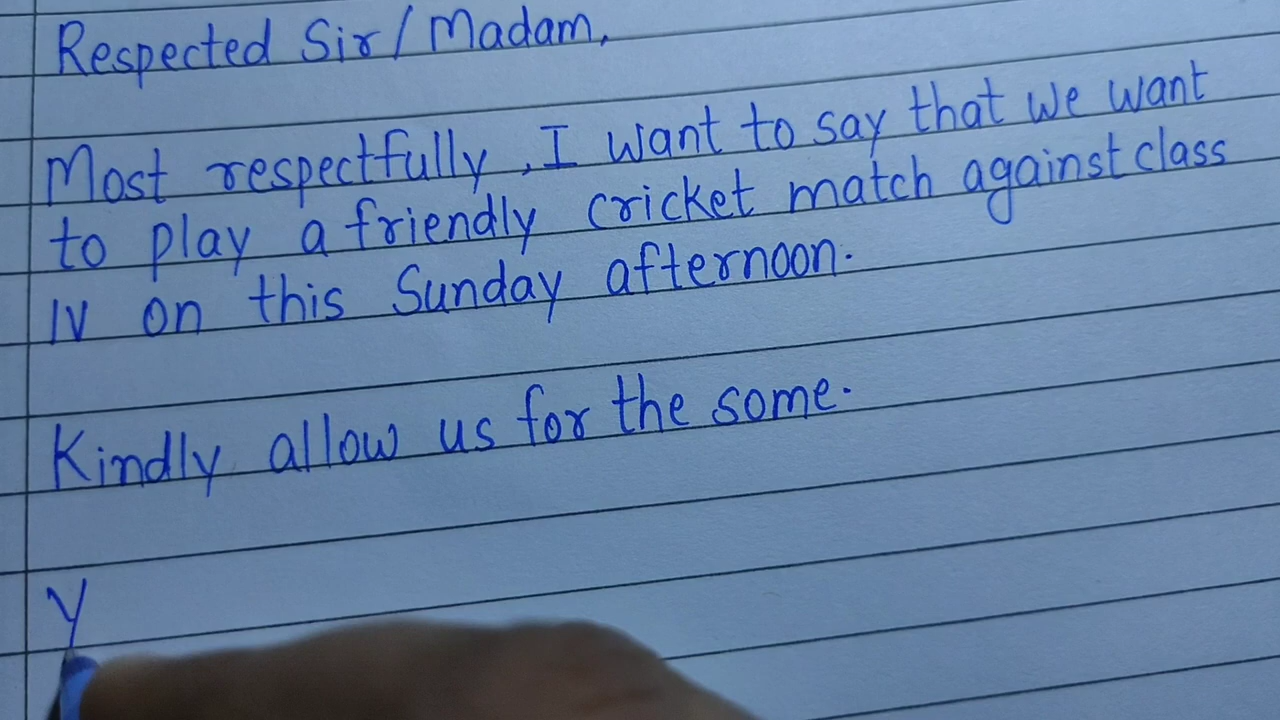 Respected Sir/Madam,
Most respectfully, I want to say that we want
to play a friendly cricket match against class
IV on this Sunday afternoon.
Kindly allow us for the some.
Y